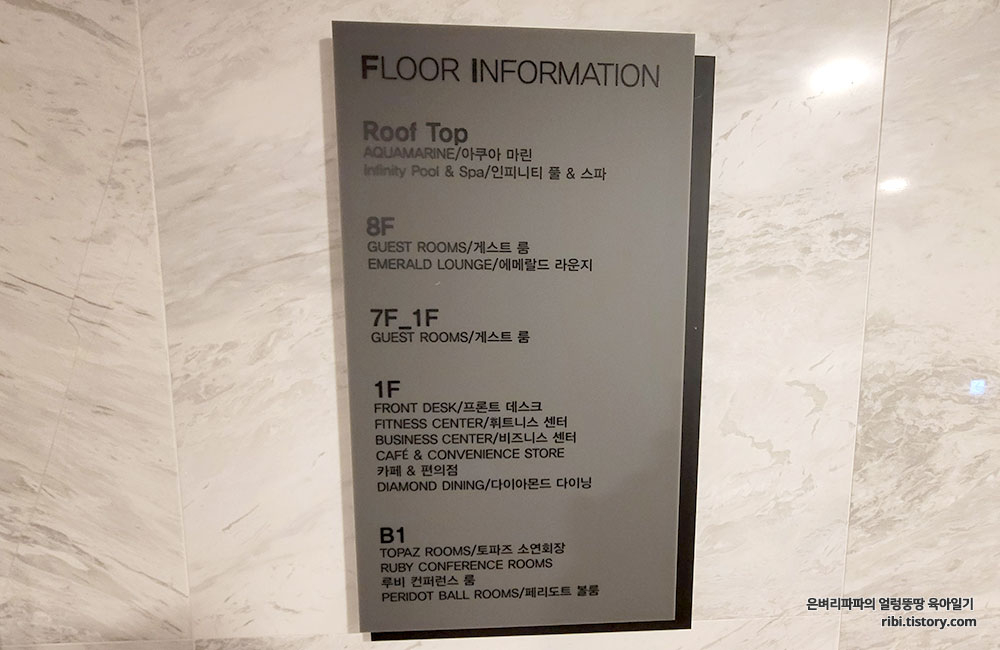 FLOOR INFORMATION
Roof Top
AQUAMARINE/아쿠아 마린
Infinity Pool & Spa/인피니티 풀 & 스파
8F
GUEST ROOMS/게스트 룸
EMERALD LOUNGE/에메랄드 라운지
7F_1F
GUEST ROOMS/게스트 룸
1F
FRONT DESK/프론트 데스크
FITNESS CENTER/휘트니스 센터
BUSINESS CENTER/비즈니스 센터
CAFÉ & CONVENIENCE STORE
카페 & 편의점
DIAMOND DINING/다이아몬드 다이닝
B1
TOPAZ ROOMS/토파즈 소연회장
RUBY CONFERENCE ROOMS
루비 컨퍼런스 룸
PERIDOT BALL ROOMS/페리도트 볼룸
은벼리파파의 얼렁뚱땅 육아일기
ribi.tistory.com